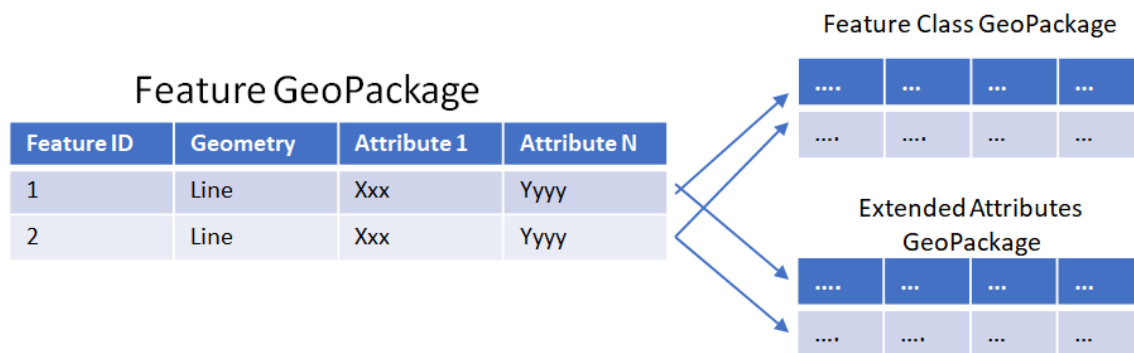 Feature GeoPackage
Feature ID Geometry Attribute 1 Attribute N
1 Line Xxx Yyyy
2 Line Xxx Yyyy
Feature Class GeoPackage
.... ... ... ...
.... .... ... ...
Extended Attributes
GeoPackage
.... ... ... ...
.... .... ... ...